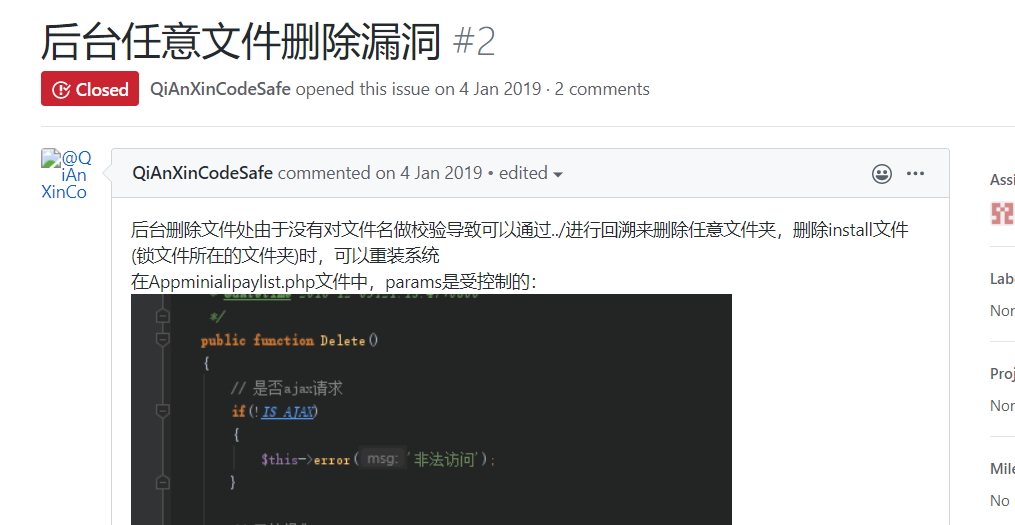 后台任意文件删除漏洞 #2
Closed QiAnXinCodeSafe opened this issue on 4 Jan 2019 · 2 comments
@Q
iAn
XinCo
QiAnXinCodeSafe commented on 4 Jan 2019 • edited
后台删除文件处由于没有对文件名做校验导致可以通过../进行回溯来删除任意文件夹，删除install文件
(锁文件所在的文件夹)时，可以重装系统
在Appminialipaylist.php文件中，params是受控制的：
*/
public function Delete()
{
// 是否ajax请求
if(!IS_AJAX)
{
$this->error( msg: '非法访问');
}
Assi
Labe
Nor
Proj
Nor
Mile
No